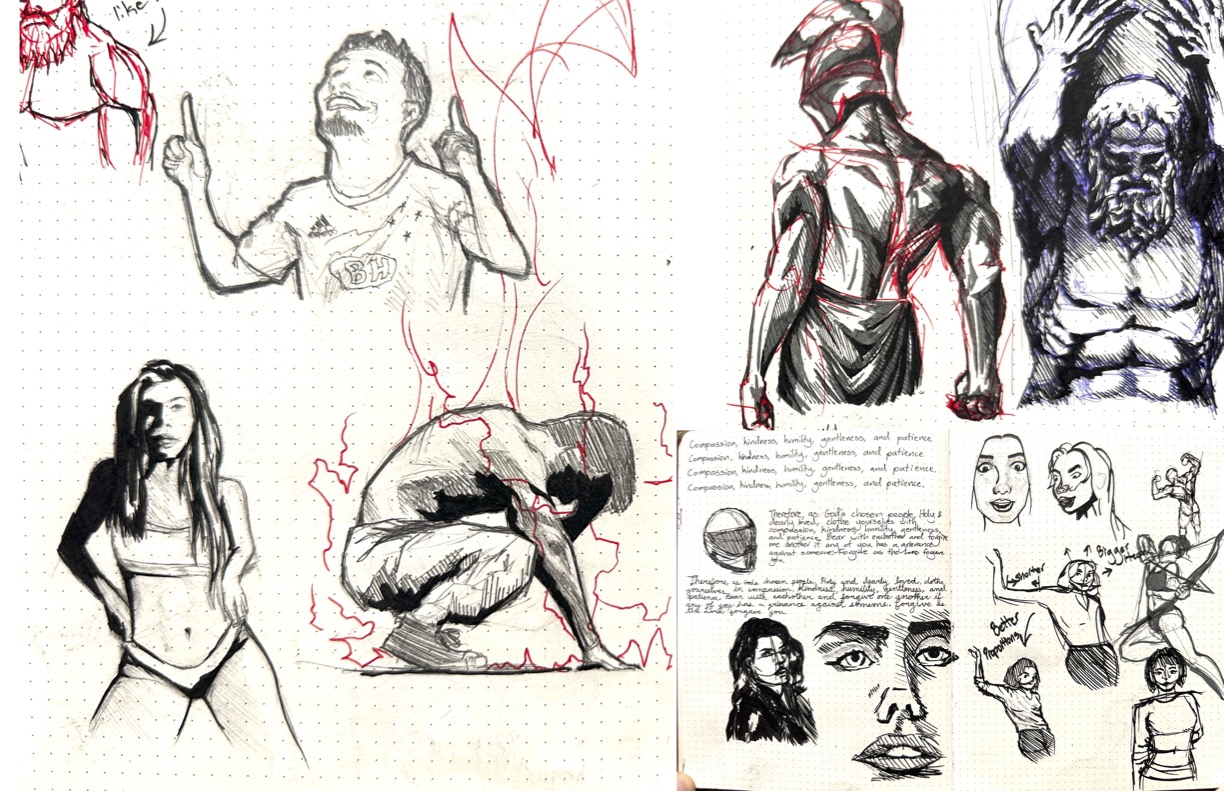 like
BH
Compassion, kindness, humility, gentleness, and patience
Compassion, kindness, humility, gentleness, and patience
Compassion, kindness, humility, gentleness, and patience.
Compassion, kindness, humility, gentleness, and patience.
Therefore, as God's chosen people, Holy &
dearly loved, clothe yourselves with
compassion, kindness humility, gentleness,
and patience. Bear with eachother and forgive
one another if any of you has a grievance
against someone. Forgive as the Lord forgave
you.
Therefore as Gods chosen people, Holy and dearly loved, clothe
yourselves in compassion, kindness, humility, gentleness, and
patience. Bear with eachother and forgive one another if
any of you has a grievance against someone. Forgive as
the Lord forgave you.
Bigger
Smoother
Better
Proportions